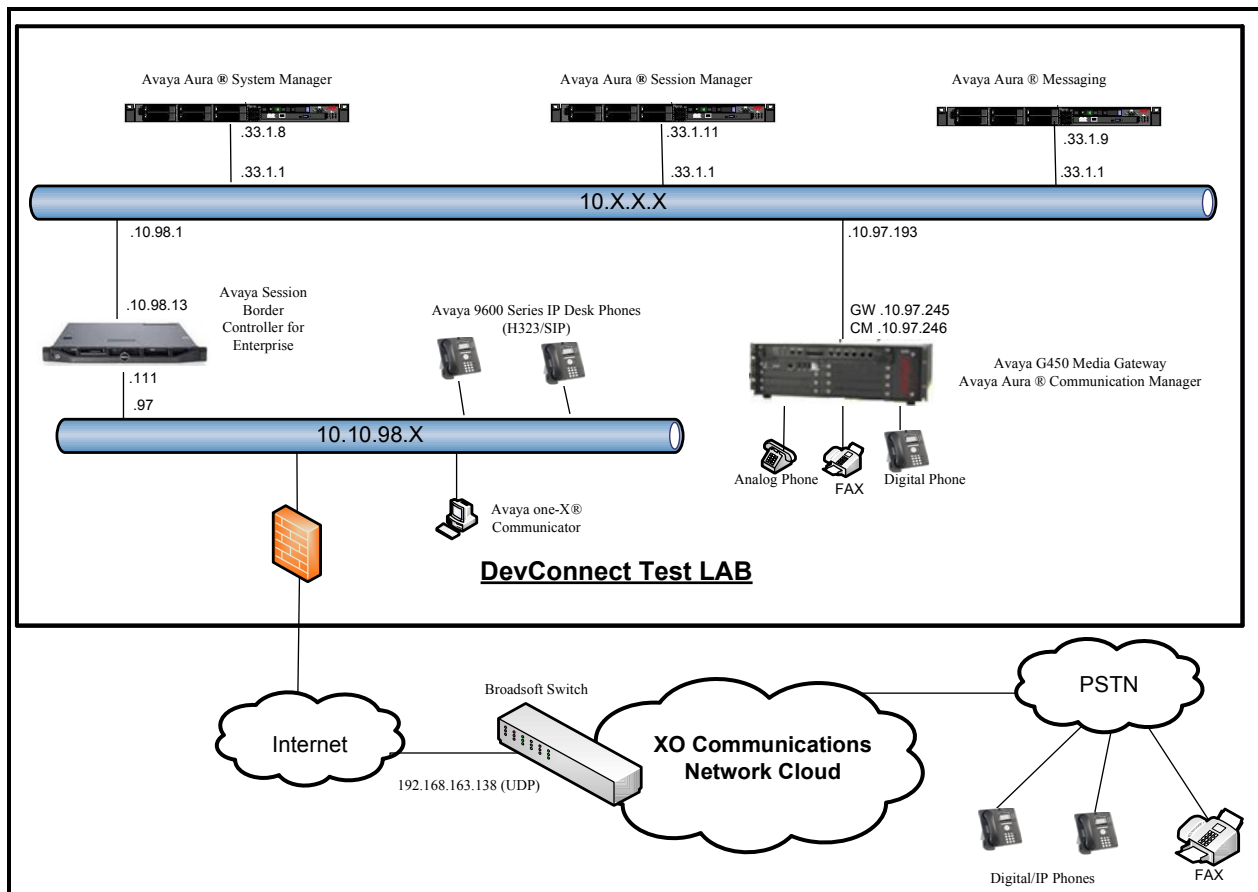 Avaya Aura ® System Manager
Avaya Aura ® Session Manager
Avaya Aura ® Messaging
.33.1.8
.33.1.11
.33.1.9
.33.1.1
.33.1.1
.33.1.1
10.X.X.X
.10.98.1
.10.97.193
.10.98.13
Avaya Session
Border
Controller for
Enterprise
Avaya 9600 Series IP Desk Phones
(H323/SIP)
GW .10.97.245
CM .10.97.246
Avaya G450 Media Gateway
Avaya Aura ® Communication Manager
.111
.97
10.10.98.X
Analog Phone
FAX
Digital Phone
Avaya one-X®
Communicator
DevConnect Test LAB
Internet
Broadsoft Switch
192.168.163.138 (UDP)
XO Communications
Network Cloud
PSTN
Digital/IP Phones
FAX